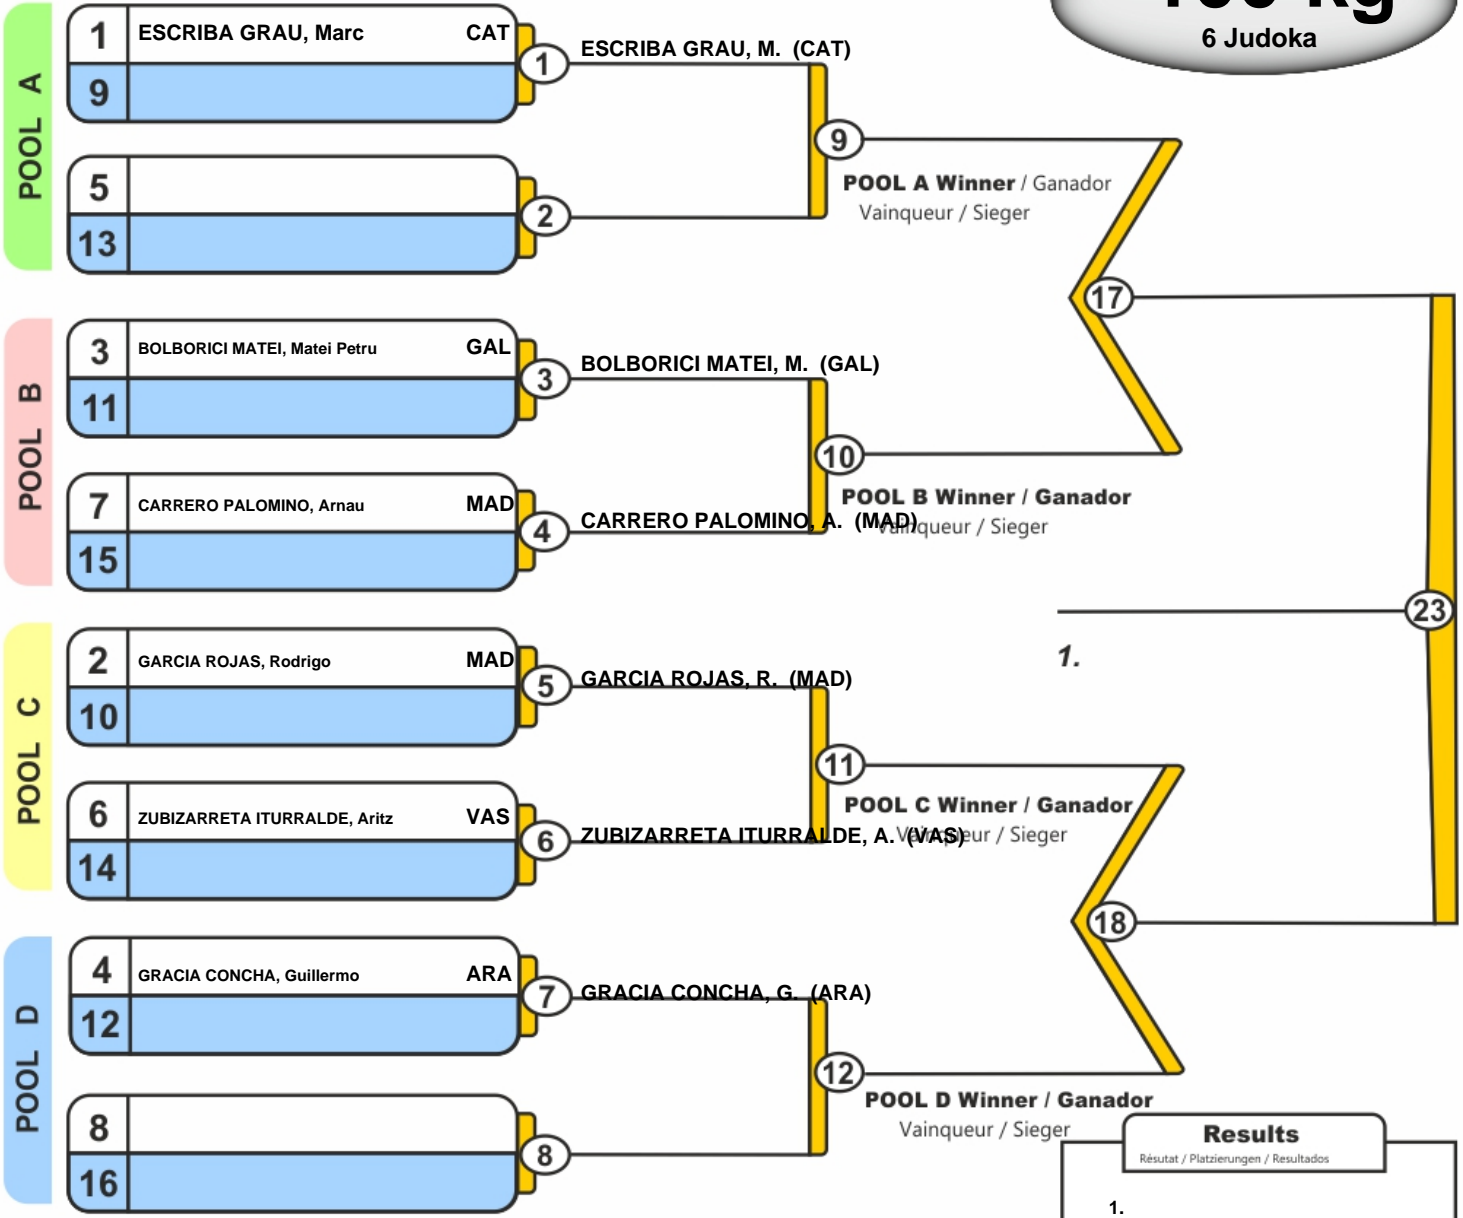 6 Judoka
POOL A
1 ESCRIBA GRAU, Marc CAT
9
1
ESCRIBA GRAU, M. (CAT)
5
13
2
9
POOL A Winner / Ganador
Vainqueur / Sieger
17
POOL B
3 BOLBORICI MATEI, Matei Petru GAL
11
3
BOLBORICI MATEI, M. (GAL)
7 CARRERO PALOMINO, Arnau MAD
15
4
CARRERO PALOMINO, A. (MAD)
10
POOL B Winner / Ganador
Vainqueur / Sieger
23
1.
POOL C
2 GARCIA ROJAS, Rodrigo MAD
10
5
GARCIA ROJAS, R. (MAD)
6 ZUBIZARRETA ITURRALDE, Aritz VAS
14
6
ZUBIZARRETA ITURRALDE, A. (VAS)
11
POOL C Winner / Ganador
Vainqueur / Sieger
18
POOL D
4 GRACIA CONCHA, Guillermo ARA
12
7
GRACIA CONCHA, G. (ARA)
8
16
8
12
POOL D Winner / Ganador
Vainqueur / Sieger
Results
Résutat / Platzierungen / Resultados
1.